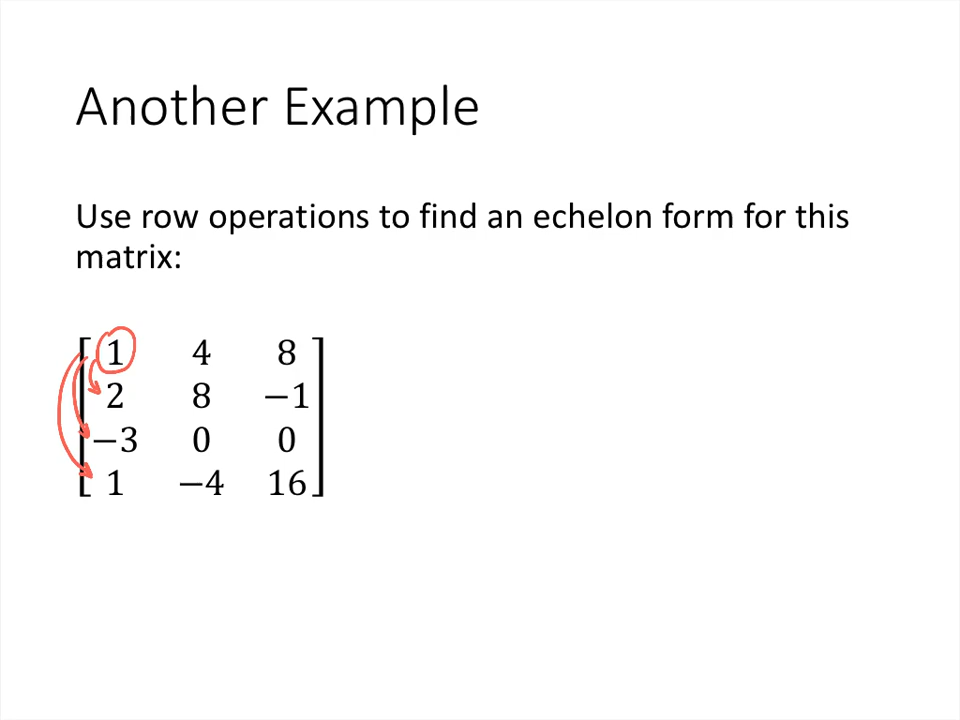 Another Example
Use row operations to find an echelon form for this
matrix:
1 4 8
2 8 −1
−3 0 0
1 −4 16